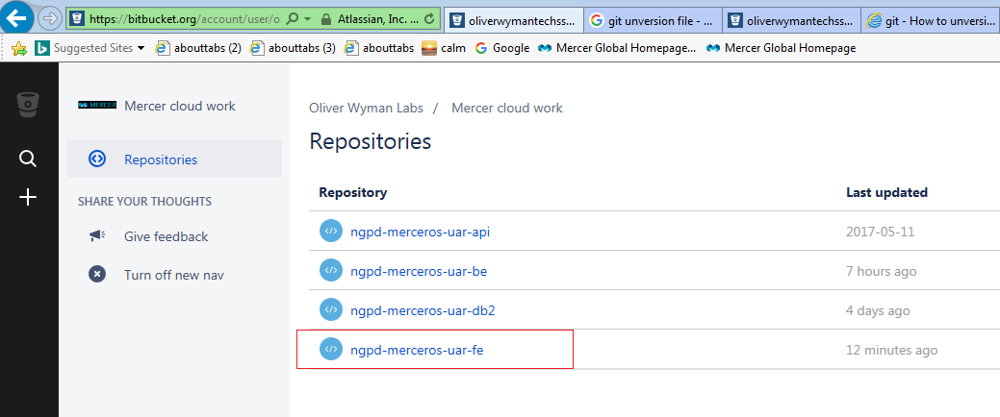 https://bitbucket.org/account/user/o
Atlassian, Inc. ...
oliverwymantechss...
git unversion file - ...
oliverwymantechss...
git - How to unversi...
Suggested Sites
abouttabs (2)
abouttabs (3)
abouttabs
calm
Google
Mercer Global Homepage...
Mercer Global Homepage
MERCER
Mercer cloud work
Repositories
SHARE YOUR THOUGHTS
Give feedback
Turn off new nav
Oliver Wyman Labs / Mercer cloud work
Repositories
Repository Last updated
ngpd-merceros-uar-api 2017-05-11
ngpd-merceros-uar-be 7 hours ago
ngpd-merceros-uar-db2 4 days ago
ngpd-merceros-uar-fe 12 minutes ago